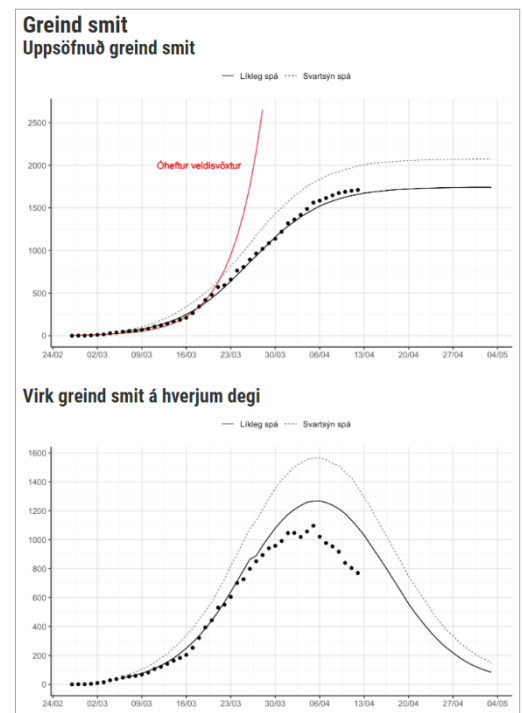 Greind smit
Uppsöfnuð greind smit
Líkleg spá Svartsýn spá
2500
2000
1500
1000
500
0
Óheftur veldisvöxtur
24/02 02/03 09/03 16/03 23/03 30/03 06/04 13/04 20/04 27/04 04/05
Virk greind smit á hverjum degi
Líkleg spá Svartsýn spá
1600
1400
1200
1000
800
600
400
200
0
24/02 02/03 09/03 16/03 23/03 30/03 06/04 13/04 20/04 27/04 04/05